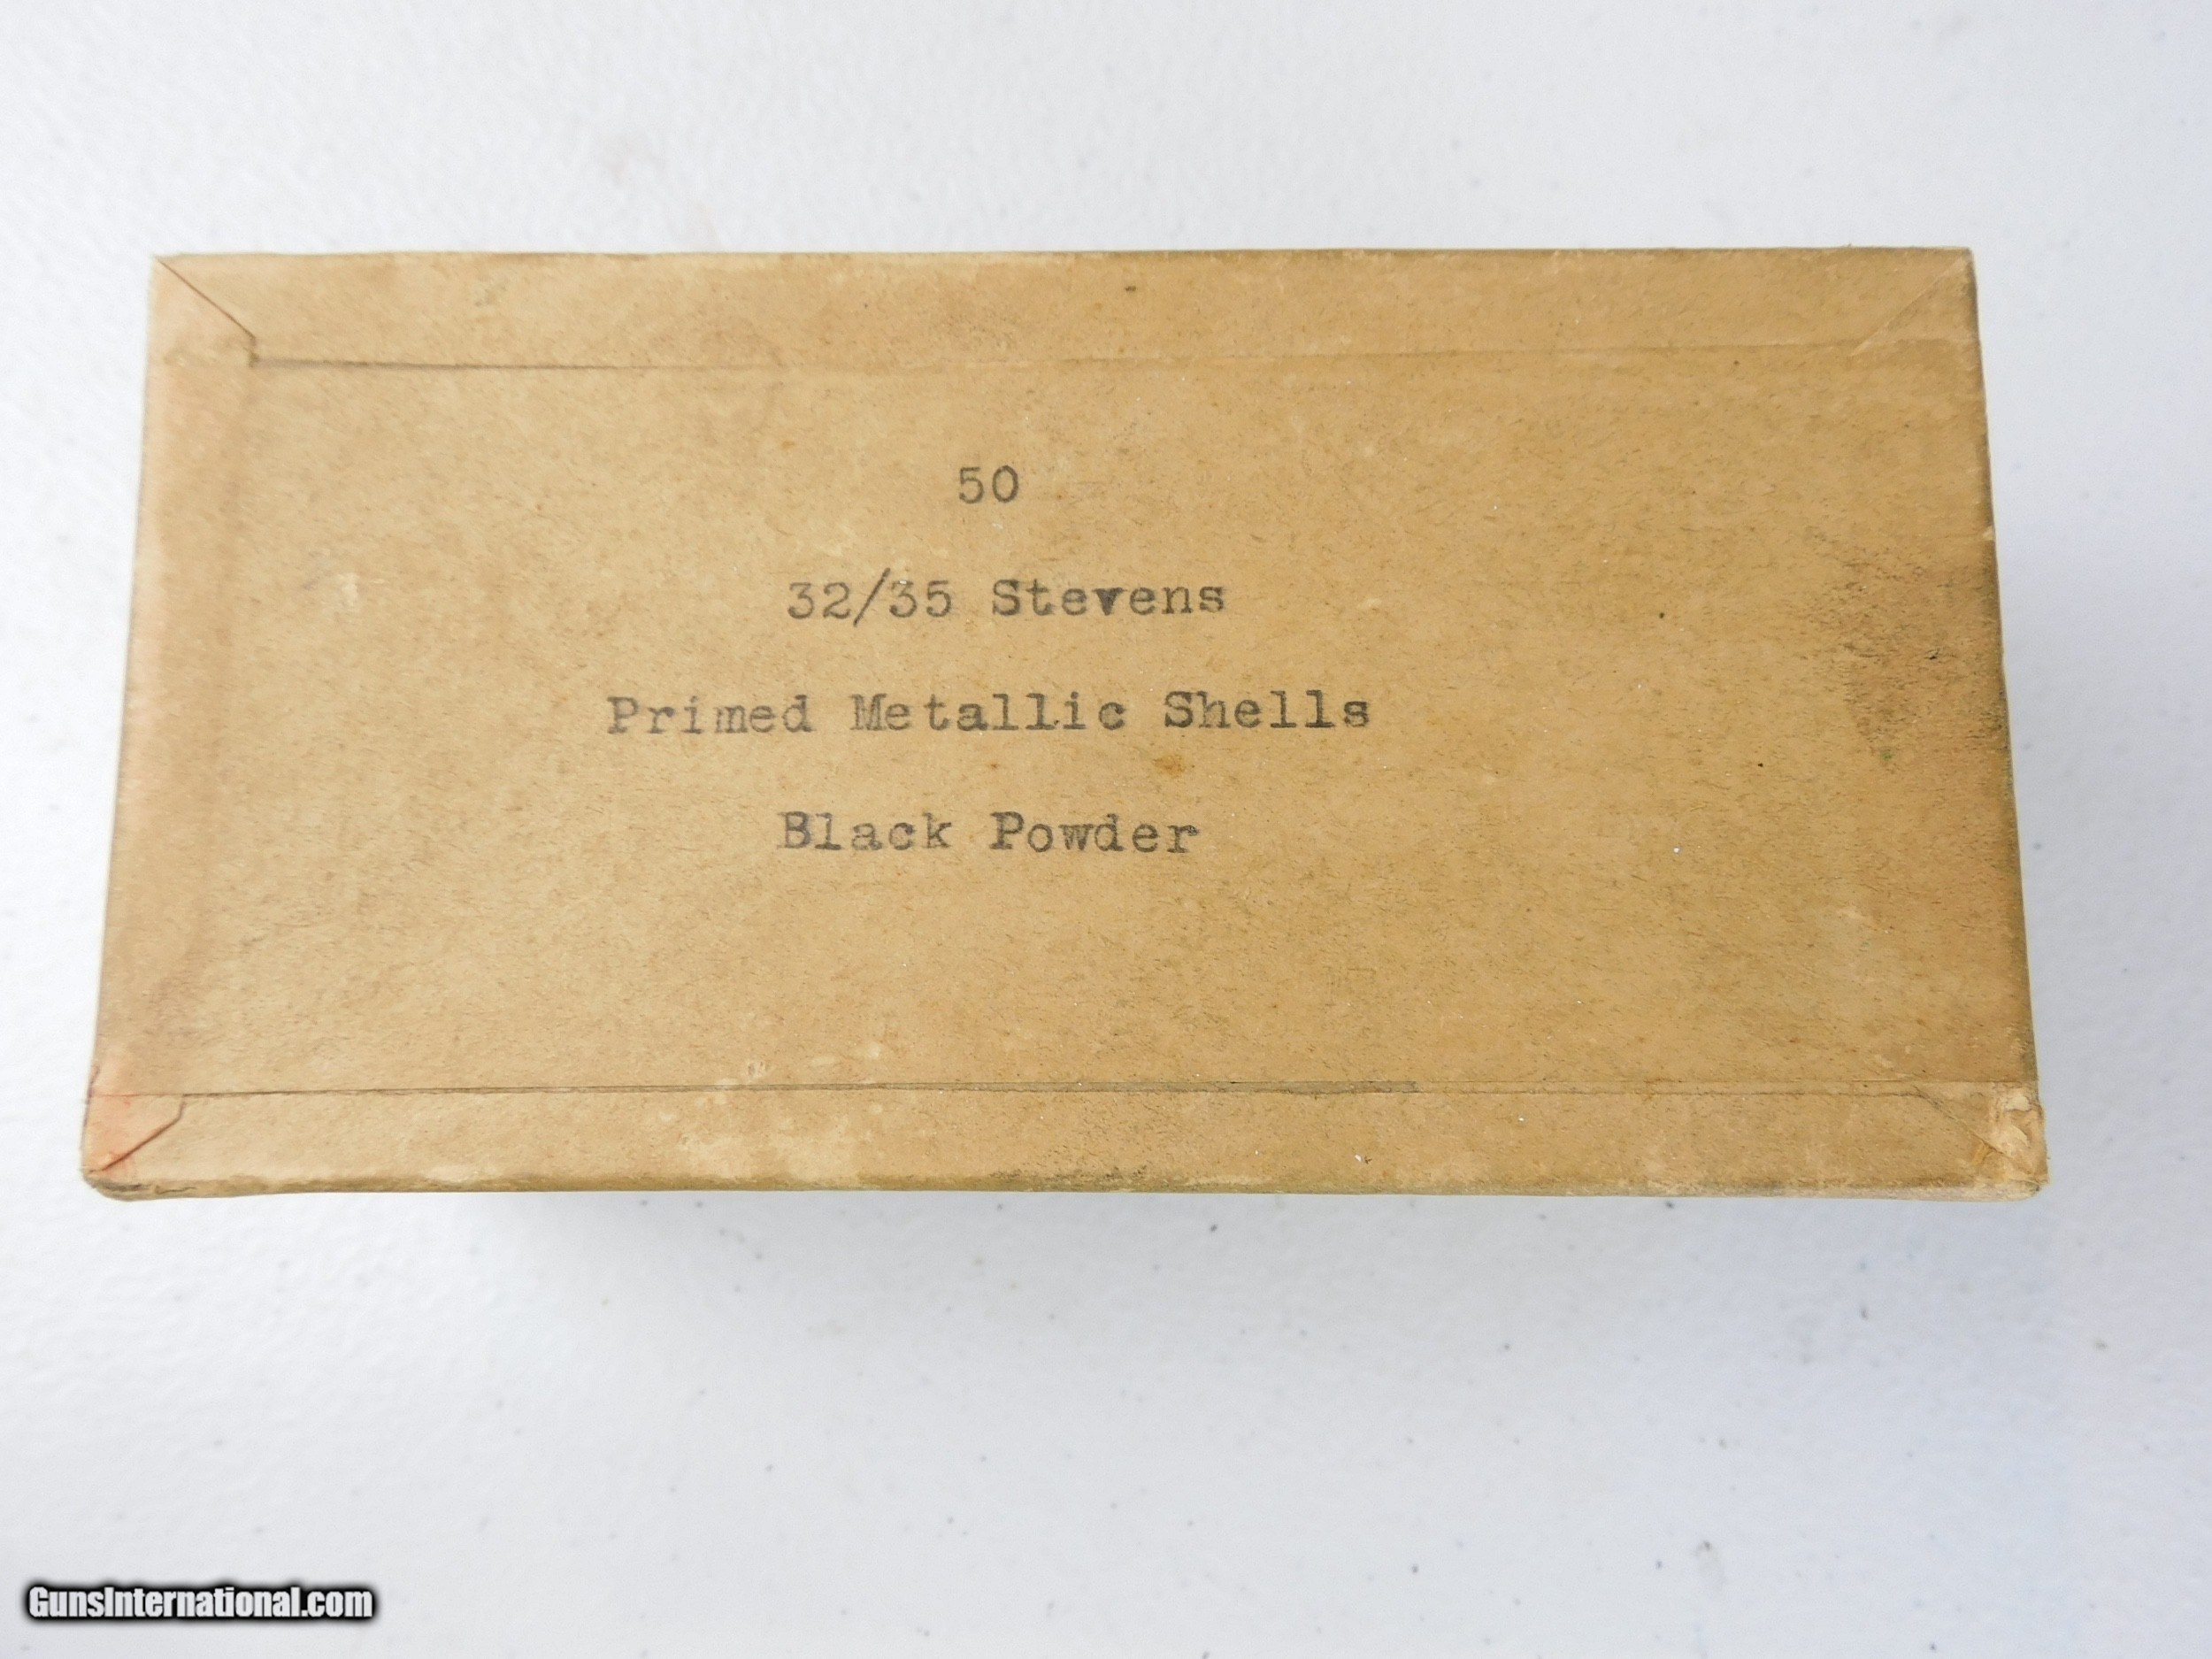 50
32/35 Stevens
Primed Metallic Shells
Black Powder
GunsInternational.com